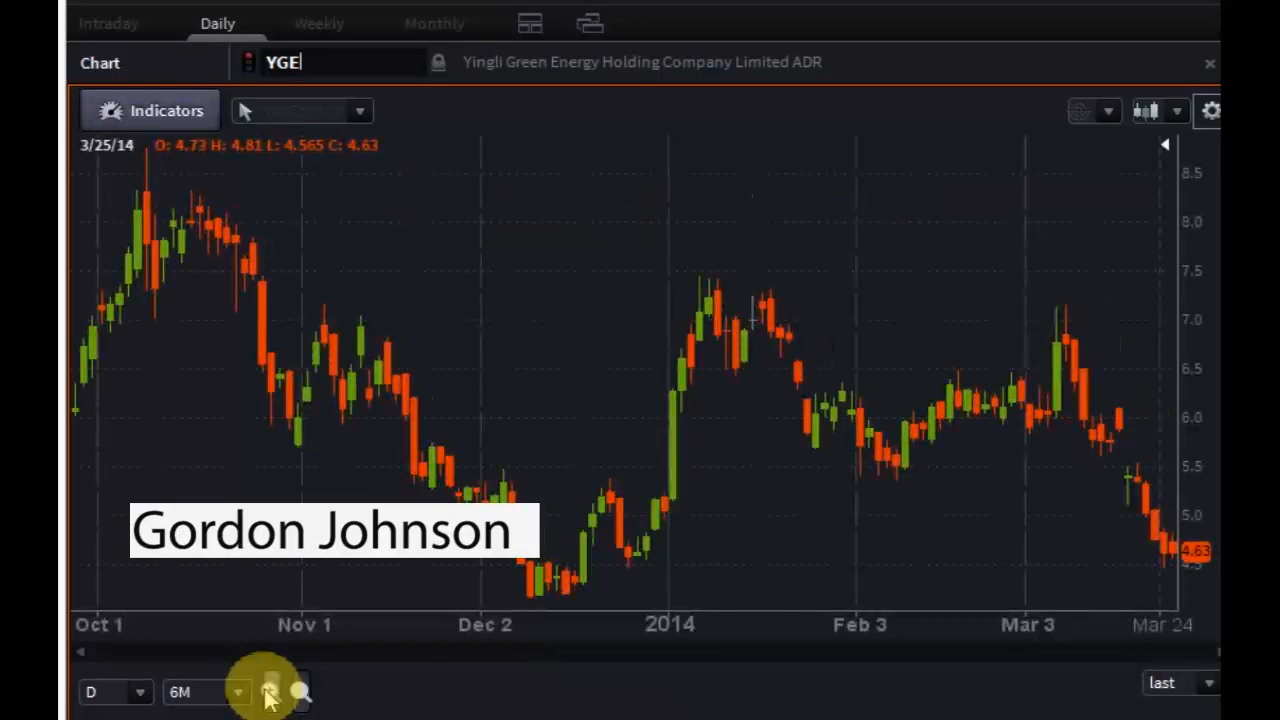 Intraday Daily Weekly Monthly
Chart YGE Yingli Green Energy Holding Company Limited ADR ×
Indicators
3/25/14 O: 4.73 H: 4.81 L: 4.565 C: 4.63
8.5
8.0
7.5
7.0
6.5
6.0
5.5
5.0
Gordon Johnson
4.63
Oct 1 Nov 1 Dec 2 2014 Feb 3 Mar 3 Mar 24
D 6M last